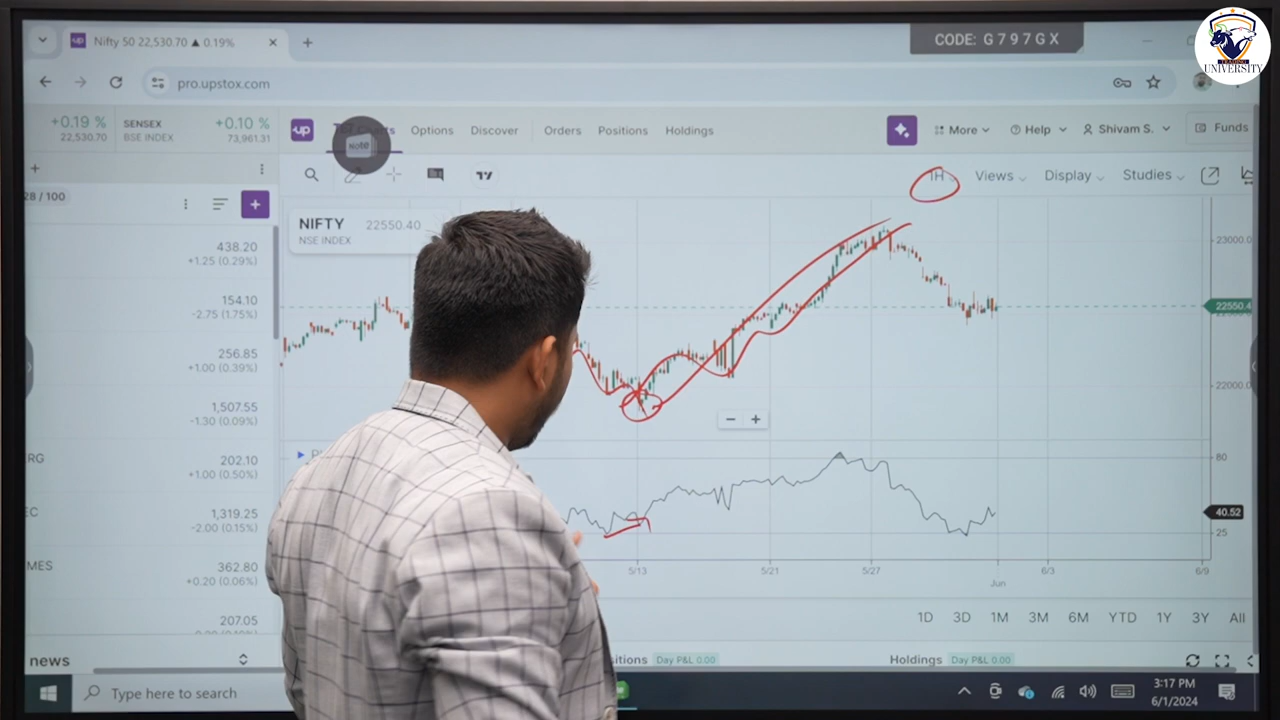 Nifty 50 22,530.70 ▲ 0.19%
CODE: G797GX
TRADING
UNIVERSITY
pro.upstox.com
+0.19 %
22,530.70
SENSEX
BSE INDEX
+0.10 %
73,961.31
up
Options
Discover
Orders
Positions
Holdings
More
Help
Shivam S.
Funds
28 / 100
1H
Views
Display
Studies
NIFTY 22550.40
NSE INDEX
438.20
+1.25 (0.29%)
154.10
-2.75 (1.75%)
256.85
+1.00 (0.39%)
1,507.55
-1.30 (0.09%)
RG
202.10
+1.00 (0.50%)
EC
1,319.25
-2.00 (0.15%)
MES
362.80
+0.20 (0.06%)
207.05
23000.0
22550.4
22000.0
80
40.52
25
5/13
5/21
5/27
Jun
6/3
6/9
1D 3D 1M 3M 6M YTD 1Y 3Y All
news
sitions Day P&L 0.00
Holdings Day P&L 0.00
Type here to search
3:17 PM
6/1/2024